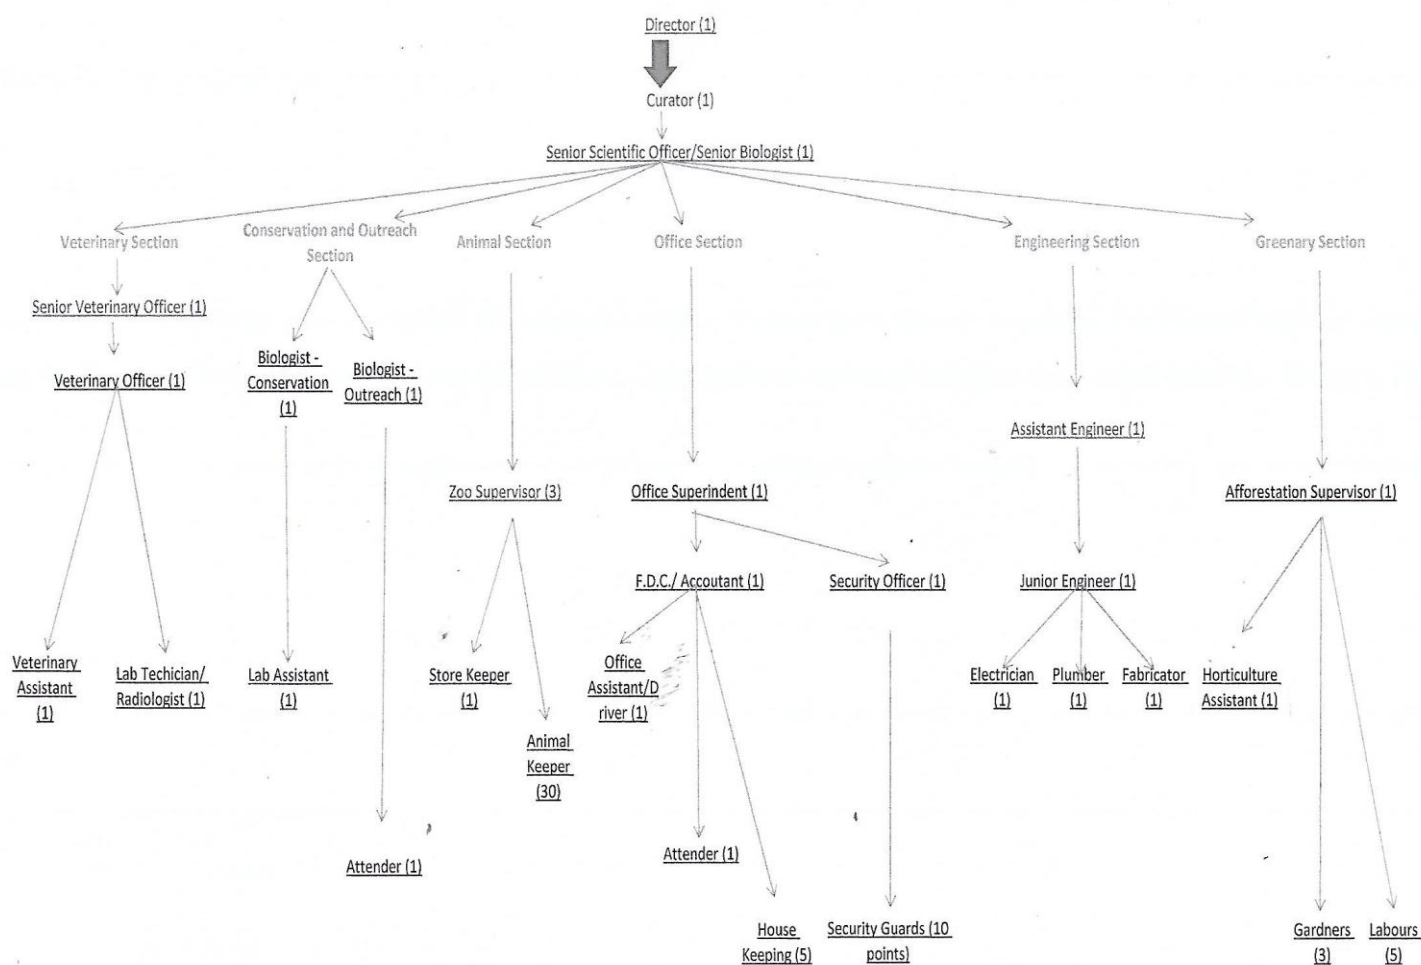 Director (1)
Curator (1)
Senior Scientific Officer/Senior Biologist (1)
Veterinary Section
Conservation and Outreach
Section
Animal Section
Office Section
Engineering Section
Greenary Section
Senior Veterinary Officer (1)
Veterinary Officer (1)
Biologist -
Conservation
(1)
Biologist -
Outreach (1)
Assistant Engineer (1)
Zoo Supervisor (3)
Office Superindent (1)
Afforestation Supervisor (1)
F.D.C./ Accoutant (1)
Security Officer (1)
Junior Engineer (1)
Veterinary
Assistant
(1)
Lab Techician/
Radiologist (1)
Lab Assistant
(1)
Store Keeper
(1)
Animal
Keeper
(30)
Office
Assistant/D
river (1)
Electrician
(1)
Plumber
(1)
Fabricator
(1)
Horticulture
Assistant (1)
Attender (1)
Attender (1)
House
Keeping (5)
Security Guards (10
points)
Gardners
(3)
Labours
(5)